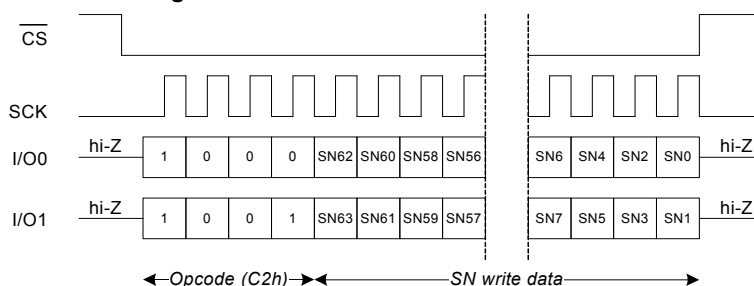 CS
SCK
I/O0 hi-Z 1 0 0 0 SN62 SN60 SN58 SN56 SN6 SN4 SN2 SN0 hi-Z
I/O1 hi-Z 1 0 0 1 SN63 SN61 SN59 SN57 SN7 SN5 SN3 SN1 hi-Z
Opcode (C2h) SN write data